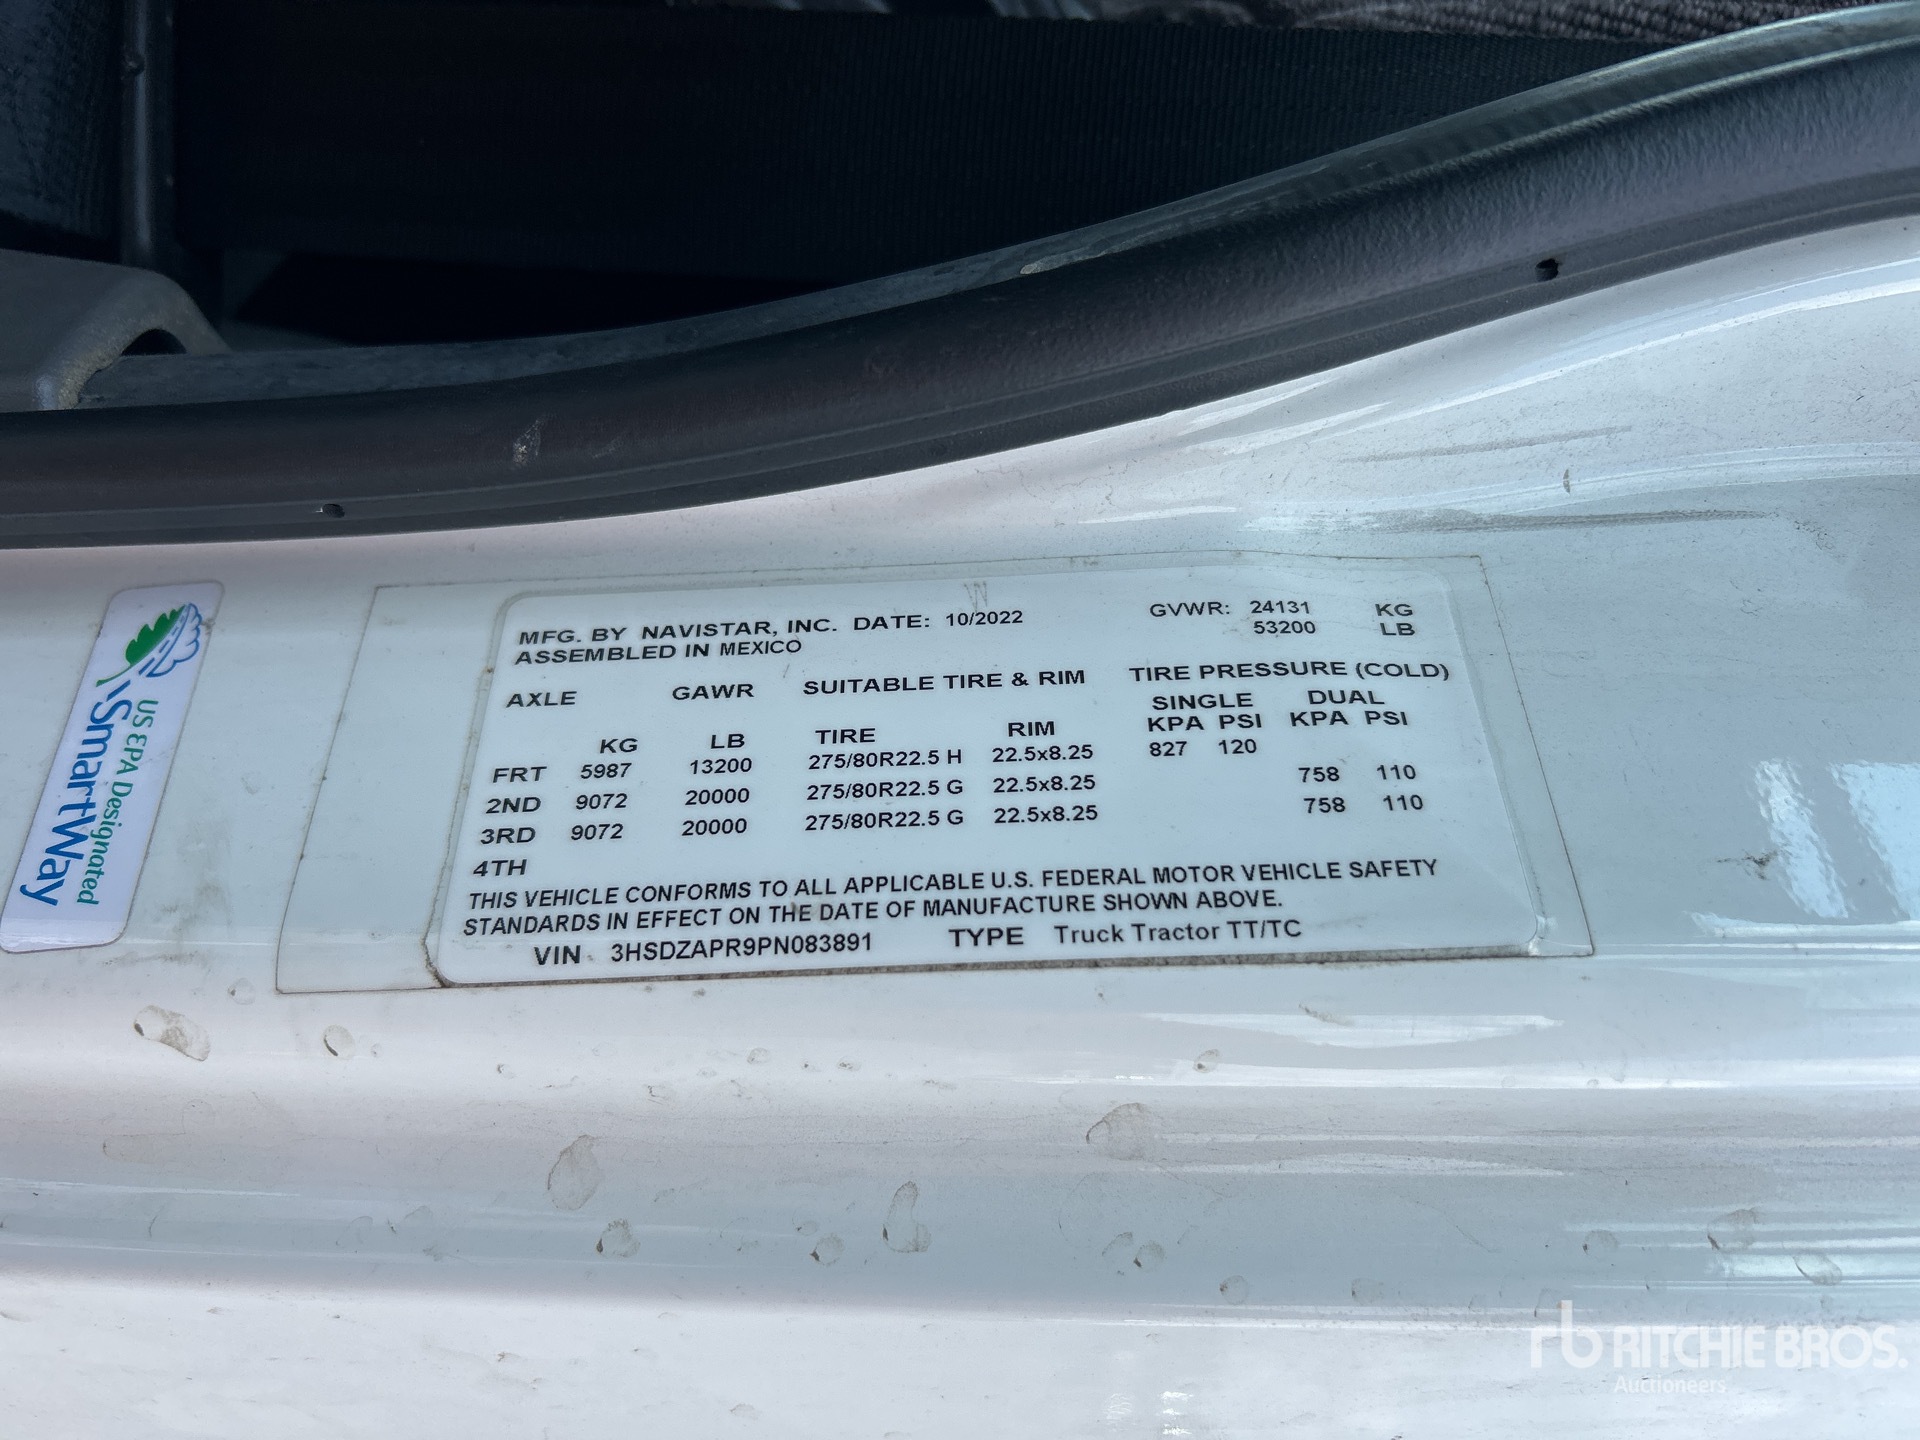 US EPA Designated
SmartWay
MFG. BY NAVISTAR, INC. DATE: 10/2022 GVWR: 24131 KG
ASSEMBLED IN MEXICO 53200 LB
AXLE GAWR SUITABLE TIRE & RIM TIRE PRESSURE (COLD)
SINGLE DUAL
KG LB TIRE RIM KPA PSI KPA PSI
FRT 5987 13200 275/80R22.5 H 22.5x8.25 827 120
2ND 9072 20000 275/80R22.5 G 22.5x8.25 758 110
3RD 9072 20000 275/80R22.5 G 22.5x8.25 758 110
4TH
THIS VEHICLE CONFORMS TO ALL APPLICABLE U.S. FEDERAL MOTOR VEHICLE SAFETY
STANDARDS IN EFFECT ON THE DATE OF MANUFACTURE SHOWN ABOVE.
VIN 3HSDZAPR9PN083891 TYPE Truck Tractor TT/TC
rb RITCHIE BROS.
Auctioneers